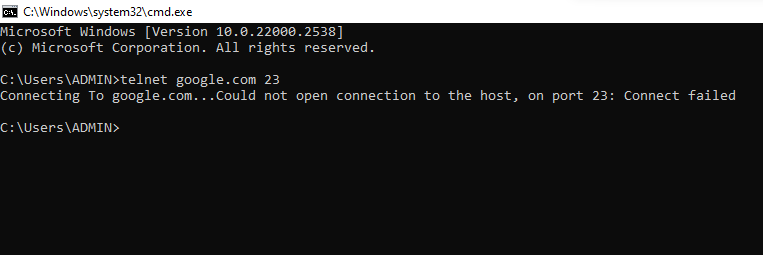 C:\Windows\system32\cmd.exe
Microsoft Windows [Version 10.0.22000.2538]
(c) Microsoft Corporation. All rights reserved.
C:\Users\ADMIN>telnet google.com 23
Connecting To google.com...Could not open connection to the host, on port 23: Connect failed
C:\Users\ADMIN>